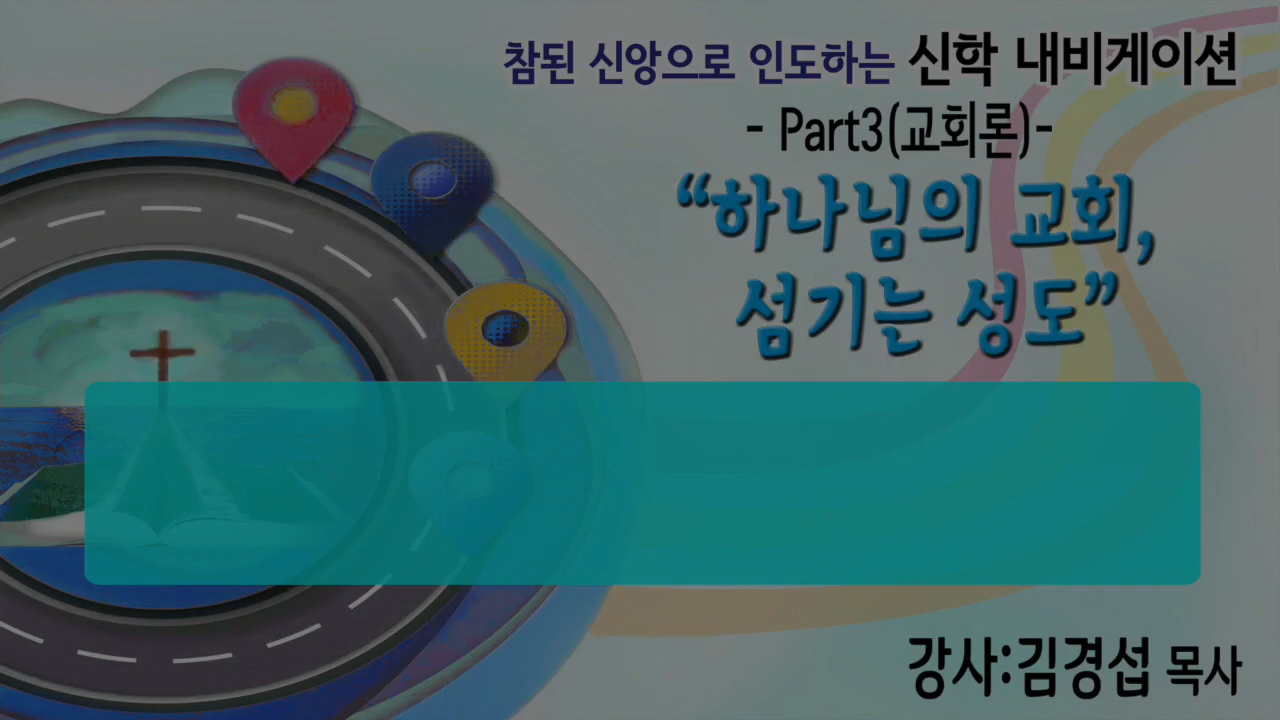 참된 신앙으로 인도하는 신학 내비게이션
- Part3(교회론)-
“하나님의 교회,
섬기는 성도”
강사:김경섭 목사